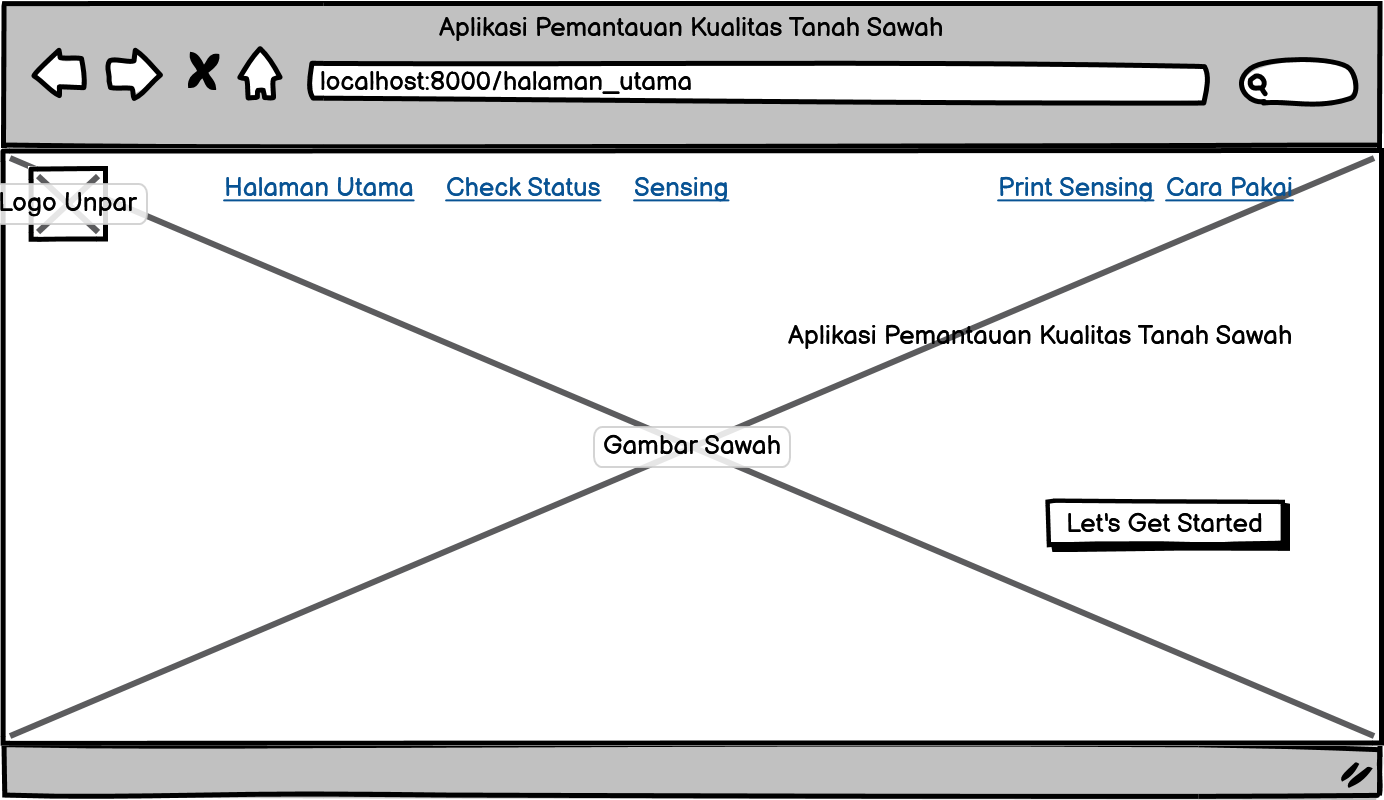 Aplikasi Pemantauan Kualitas Tanah Sawah
localhost:8000/halaman_utama
Logo Unpar
Halaman Utama
Check Status
Sensing
Print Sensing
Cara Pakai
Aplikasi Pemantauan Kualitas Tanah Sawah
Gambar Sawah
Let's Get Started